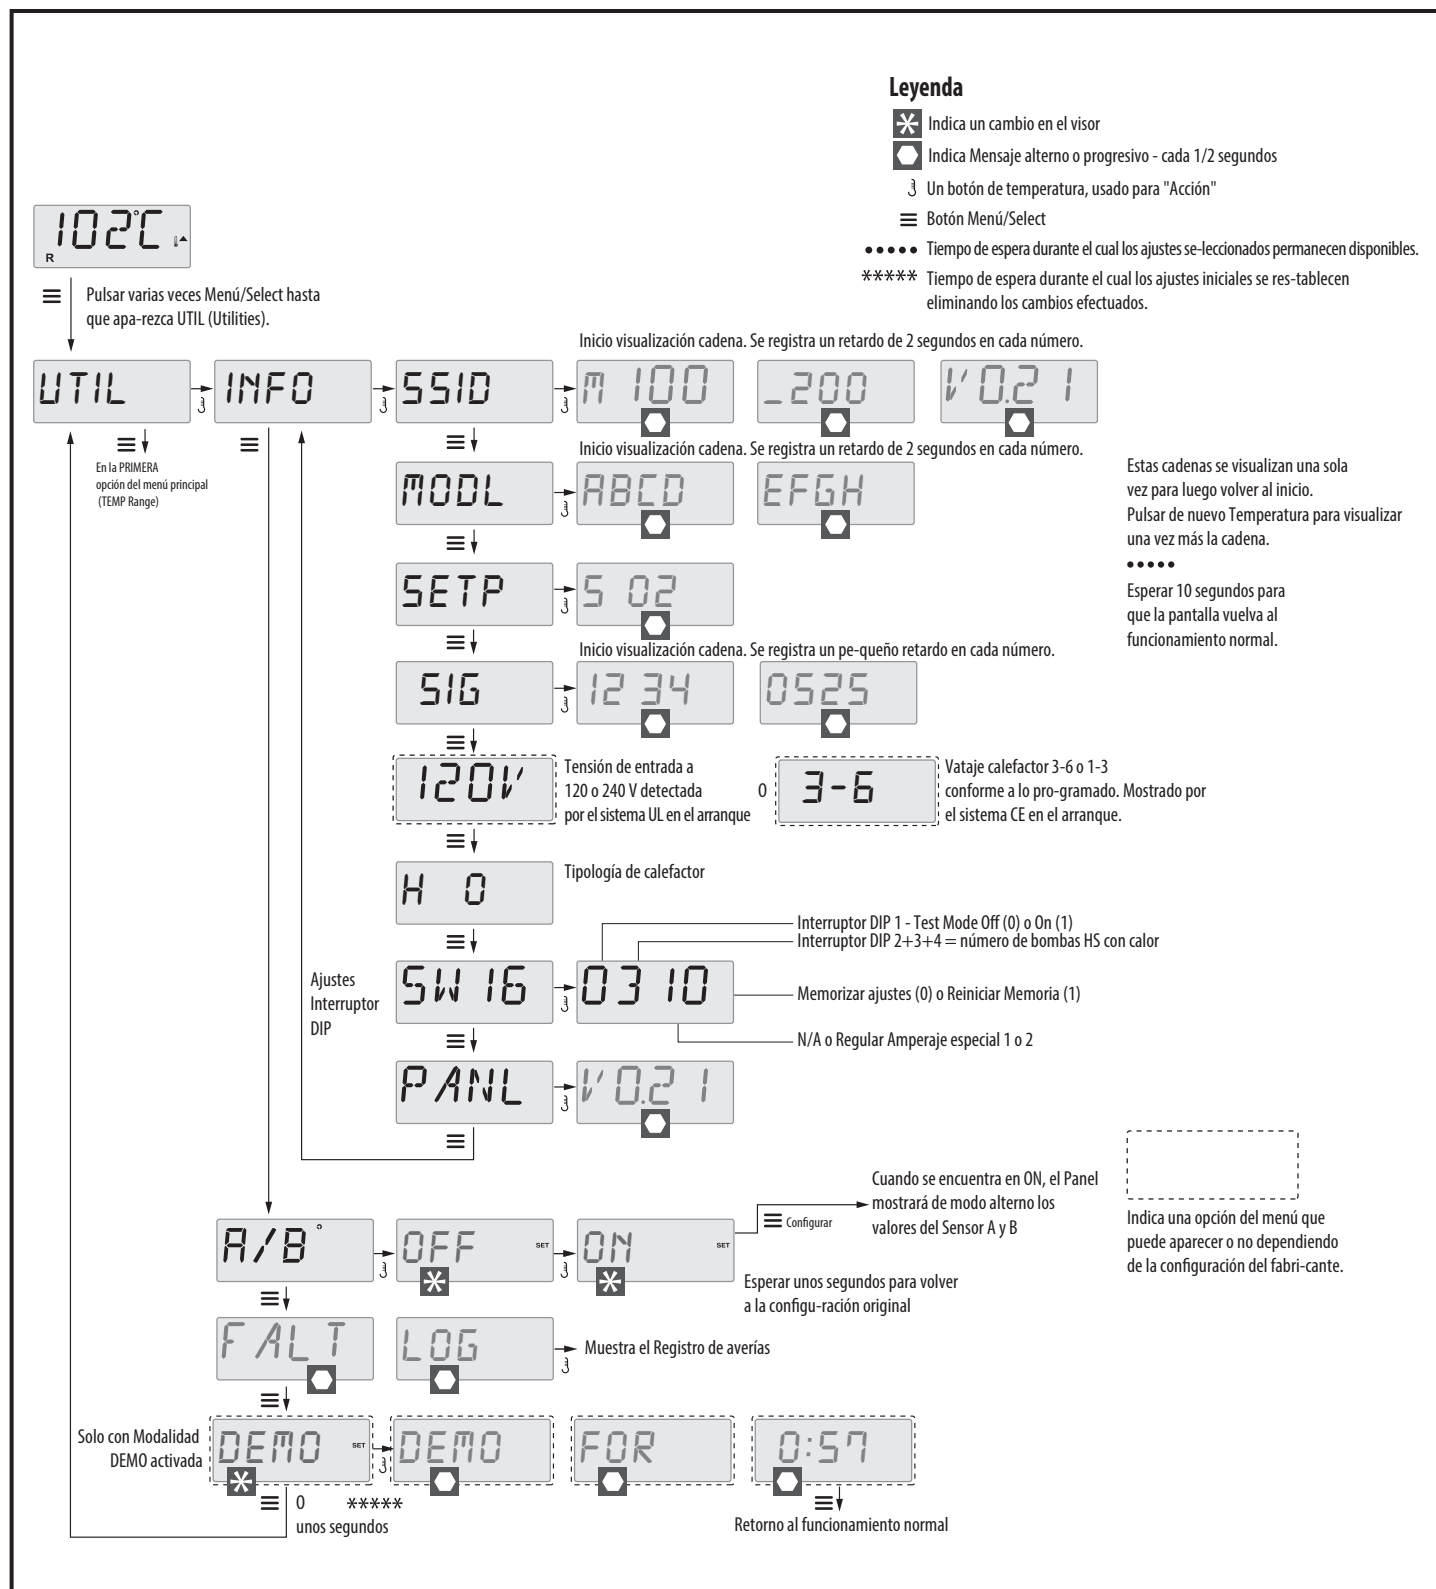 Leyenda
Indica un cambio en el visor
Indica Mensaje alterno o progresivo - cada 1/2 segundos
Un botón de temperatura, usado para "Acción"
Botón Menú/Select
••••• Tiempo de espera durante el cual los ajustes se-leccionados permanecen disponibles.
***** Tiempo de espera durante el cual los ajustes iniciales se res-tablecen
eliminando los cambios efectuados.
102°C
R
Pulsar varias veces Menú/Select hasta
que apa-rezca UTIL (Utilities).
Inicio visualización cadena. Se registra un retardo de 2 segundos en cada número.
UTIL INFO SSID M 100 _200 V 0.21
En la PRIMERA
opción del menú principal
(TEMP Range)
Inicio visualización cadena. Se registra un retardo de 2 segundos en cada número.
MODL ABCD EFGH
Estas cadenas se visualizan una sola
vez para luego volver al inicio.
Pulsar de nuevo Temperatura para visualizar
una vez más la cadena.
•••••
Esperar 10 segundos para
que la pantalla vuelva al
funcionamiento normal.
SETP S 02
Inicio visualización cadena. Se registra un pe-queño retardo en cada número.
SIG 12 34 0525
120V
Tensión de entrada a
120 o 240 V detectada
por el sistema UL en el arranque
O
3-6
Vataje calefactor 3-6 o 1-3
conforme a lo pro-gramado. Mostrado por
el sistema CE en el arranque.
H 0
Tipología de calefactor
Interruptor DIP 1 - Test Mode Off (0) o On (1)
Interruptor DIP 2+3+4 = número de bombas HS con calor
Ajustes
Interruptor
DIP
SW 16 03 10
Memorizar ajustes (0) o Reiniciar Memoria (1)
N/A o Regular Amperaje especial 1 o 2
PANL V 0.21
Cuando se encuentra en ON, el Panel
mostrará de modo alterno los
valores del Sensor A y B
Configurar
A/B° OFF SET ON SET
Esperar unos segundos para volver
a la configu-ración original
Indica una opción del menú que
puede aparecer o no dependiendo
de la configuración del fabri-cante.
FALT LOG
Muestra el Registro de averías
Solo con Modalidad
DEMO activada
DEMO SET DEMO FOR 0:57
O *****
unos segundos
Retorno al funcionamiento normal